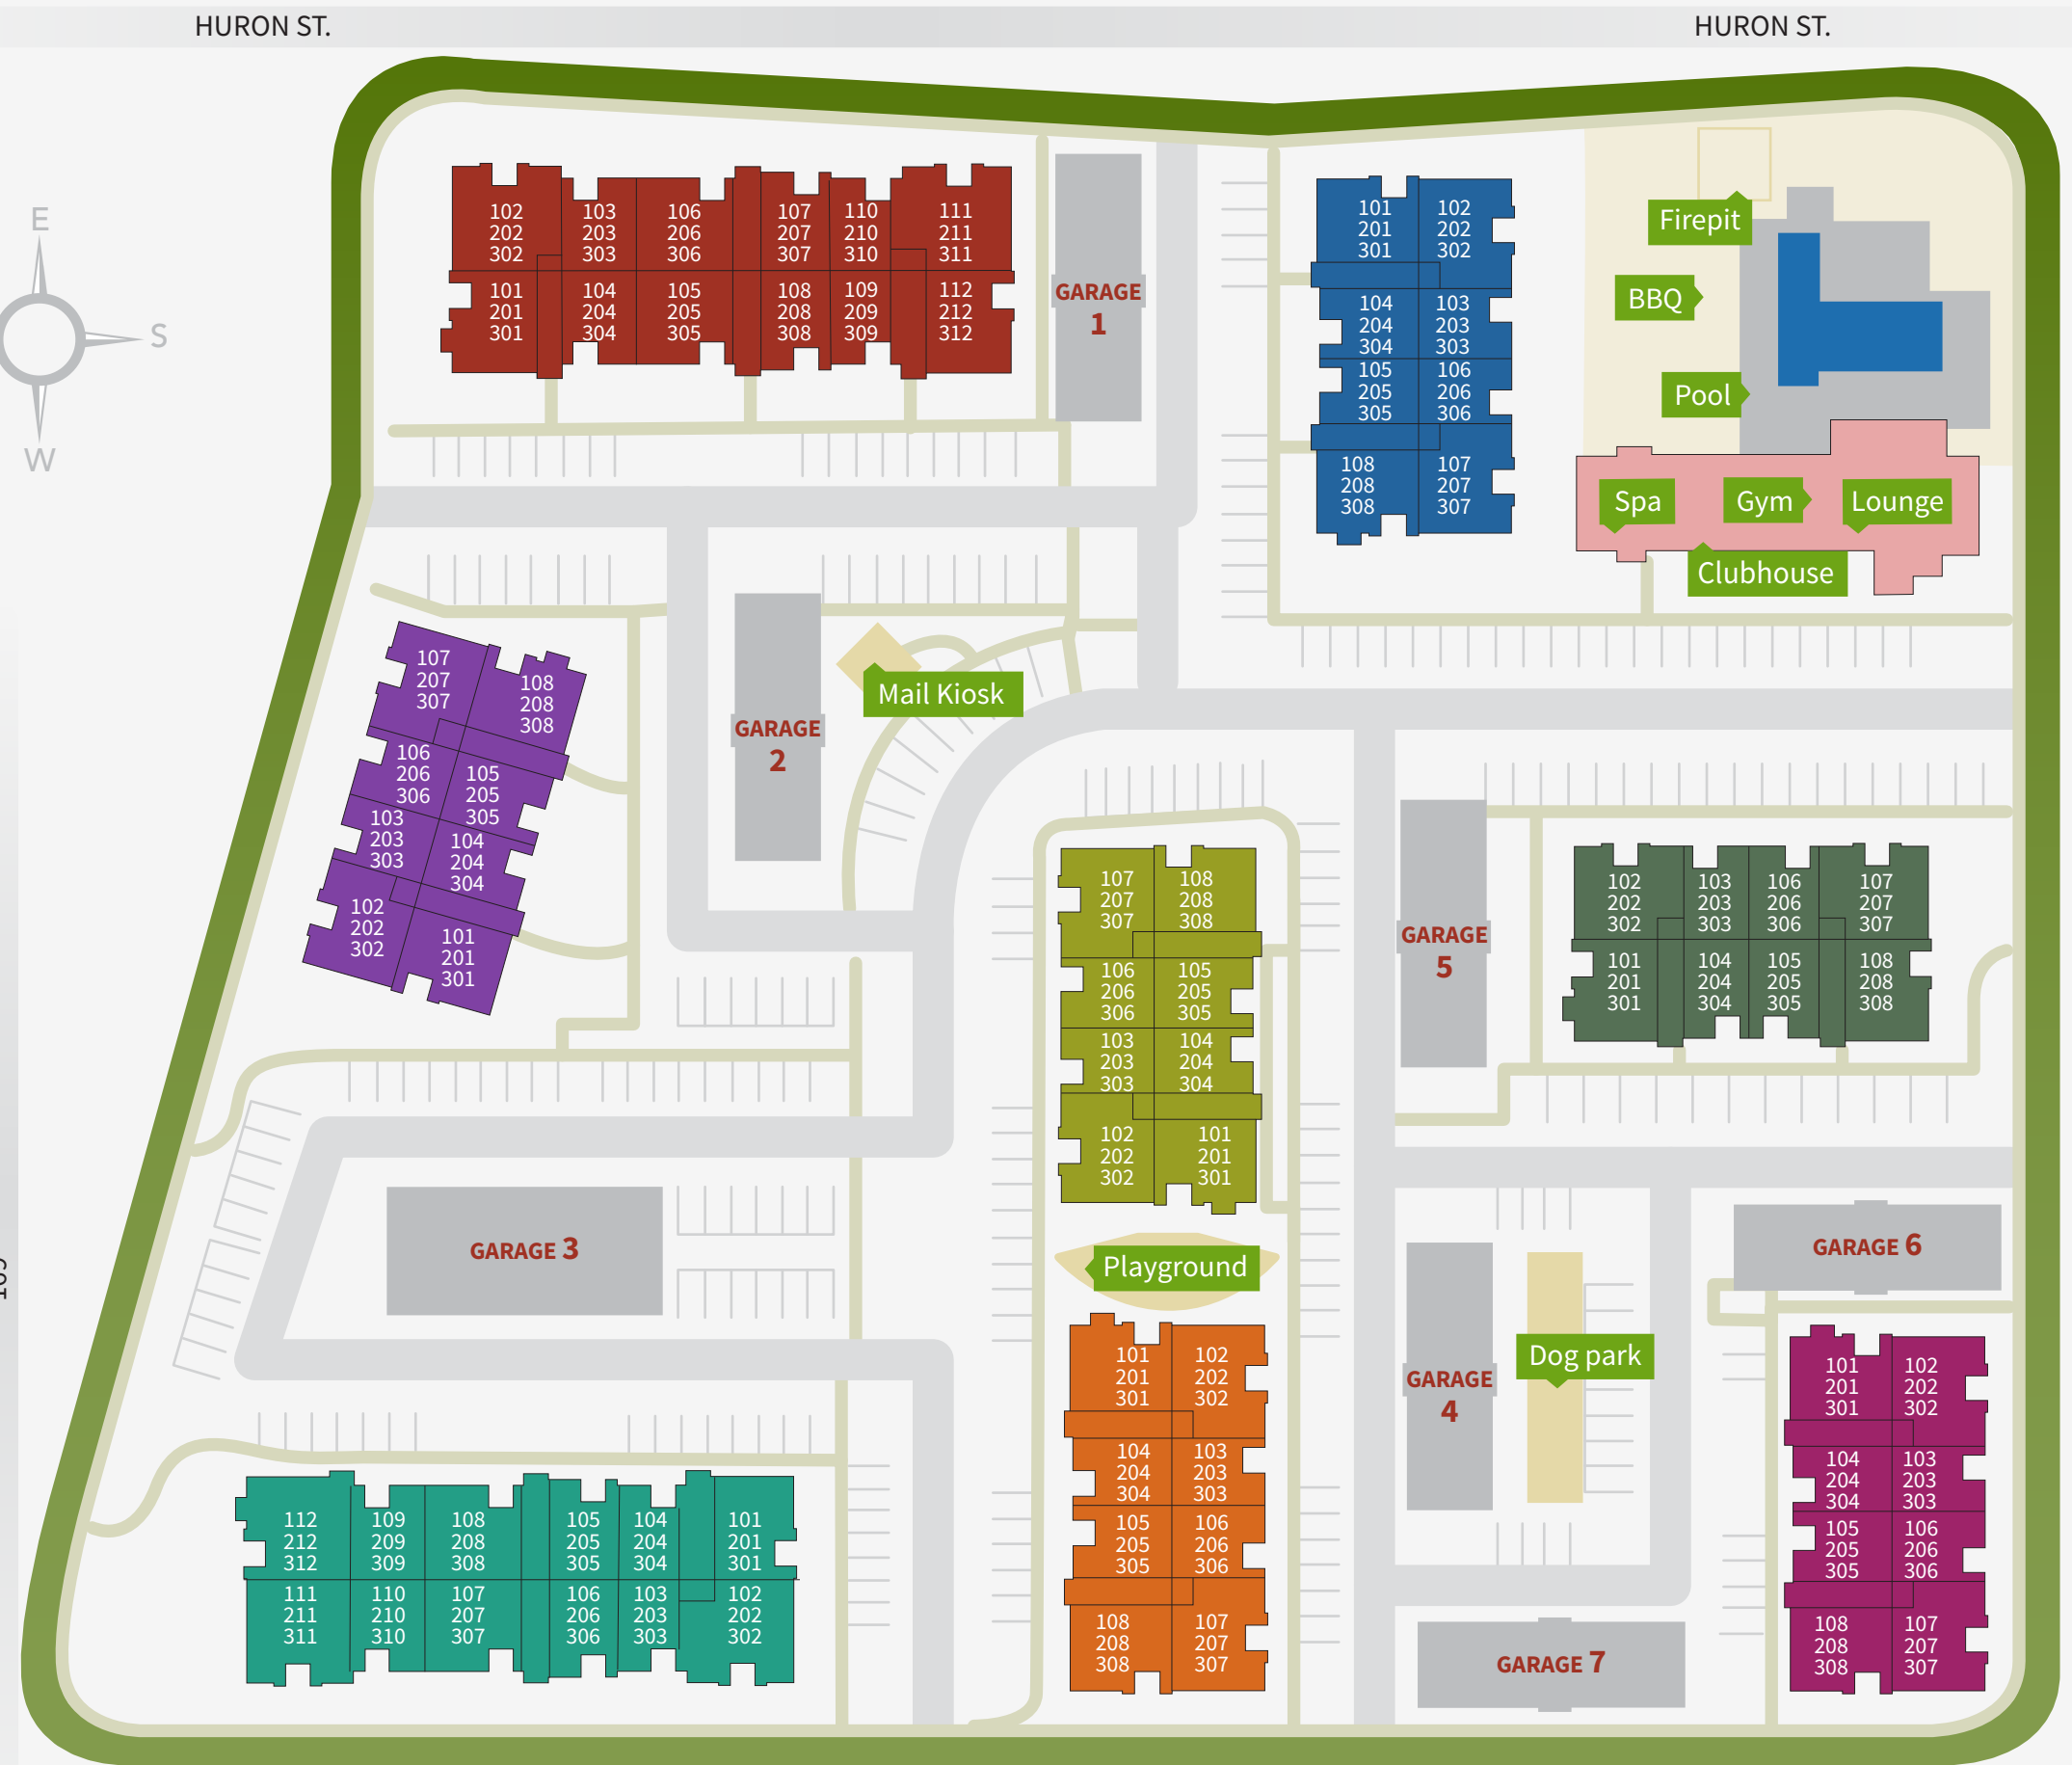 HURON ST.
HURON ST.
E
S
W
102 103 106 107 110 111
202 203 206 207 210 211
302 303 306 307 310 311
101 104 105 108 109 112
201 204 205 208 209 212
301 304 305 308 309 312
GARAGE
1
101 102
201 202
301 302
104 103
204 203
304 303
105 106
205 206
305 306
108 107
208 207
308 307
Firepit
BBQ
Pool
Spa Gym Lounge
Clubhouse
107
207
307
108
208
308
106
206
306
105
205
305
103
203
303
104
204
304
102
202
302
101
201
301
GARAGE
2
Mail Kiosk
107 108
207 208
307 308
106 105
206 205
306 305
103 104
203 204
303 304
102 101
202 201
302 301
GARAGE
5
102 103 106 107
202 203 206 207
302 303 306 307
101 104 105 108
201 204 205 208
301 304 305 308
GARAGE 3
Playground
GARAGE 6
Dog park
GARAGE
4
101 102
201 202
301 302
104 103
204 203
304 303
105 106
205 206
305 306
108 107
208 207
308 307
101 102
201 202
301 302
104 103
204 203
304 303
105 106
205 206
305 306
108 107
208 207
308 307
112 109 108 105 104 101
212 209 208 205 204 201
312 309 308 305 304 301
111 110 107 106 103 102
211 210 207 206 203 202
311 310 307 306 303 302
GARAGE 7